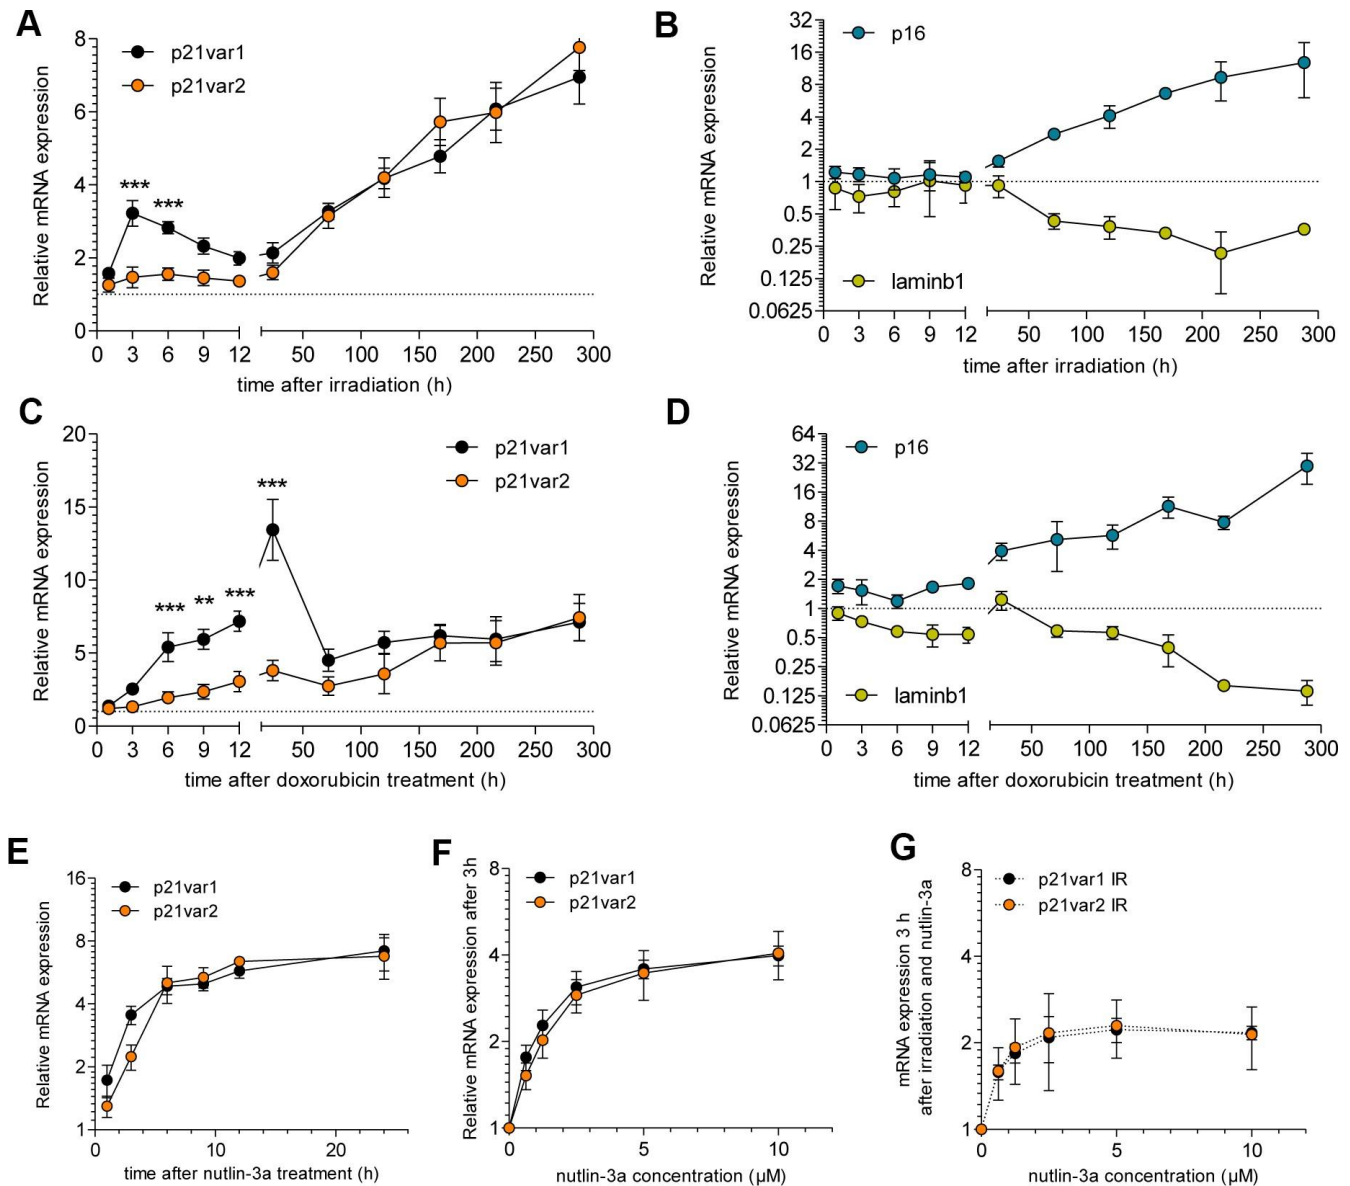 A
p21var1
p21var2
***
***
Relative mRNA expression
8
6
4
2
0
0 3 6 9 12 50 100 150 200 250 300
time after irradiation (h)
B
p16
laminb1
Relative mRNA expression
32
16
8
4
2
1
0.5
0.25
0.125
0.0625
0 3 6 9 12 50 100 150 200 250 300
time after irradiation (h)
C
p21var1
p21var2
***
**
***
***
Relative mRNA expression
20
15
10
5
0
0 3 6 9 12 50 100 150 200 250 300
time after doxorubicin treatment (h)
D
p16
laminb1
Relative mRNA expression
64
32
16
8
4
2
1
0.5
0.25
0.125
0.0625
0 3 6 9 12 50 100 150 200 250 300
time after doxorubicin treatment (h)
E
p21var1
p21var2
Relative mRNA expression
16
8
4
2
1
0 10 20
time after nutlin-3a treatment (h)
F
p21var1
p21var2
Relative mRNA expression after 3h
8
4
2
1
0 5 10
nutlin-3a concentration (µM)
G
p21var1 IR
p21var2 IR
mRNA expression 3 h
after irradiation and nutlin-3a
8
4
2
1
0 5 10
nutlin-3a concentration (µM)